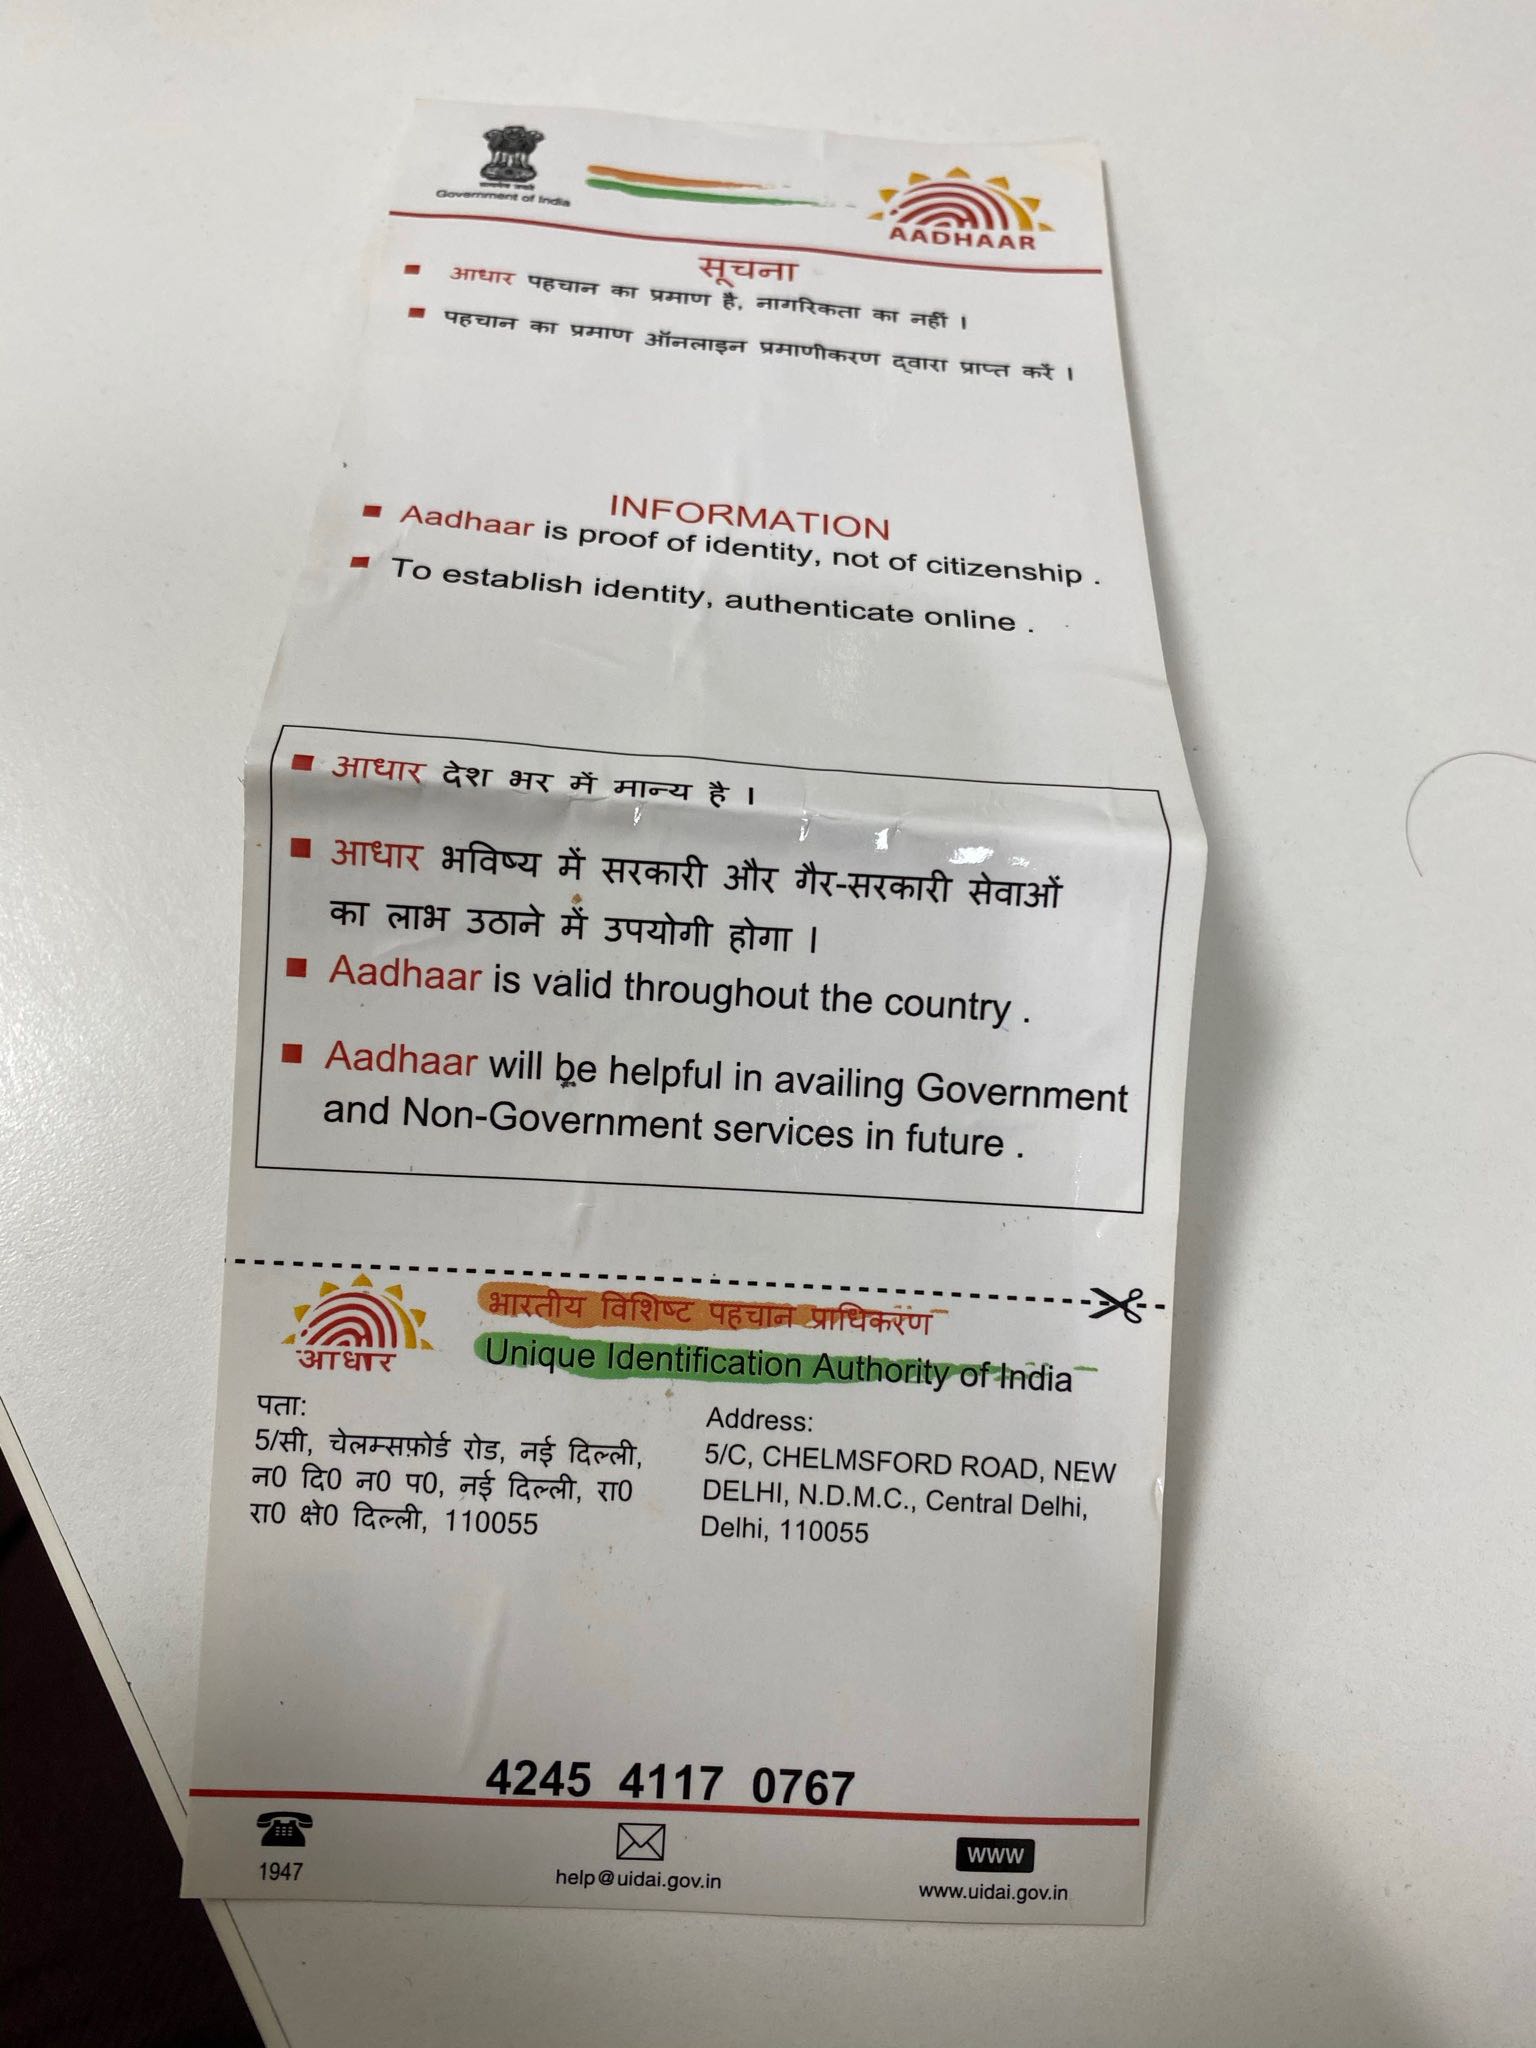 सत्यमेव जयते
Government of India
AADHAAR
सूचना
आधार पहचान का प्रमाण है, नागरिकता का नहीं ।
पहचान का प्रमाण ऑनलाइन प्रमाणीकरण द्वारा प्राप्त करें ।
INFORMATION
Aadhaar is proof of identity, not of citizenship .
To establish identity, authenticate online .
आधार देश भर में मान्य है ।
आधार भविष्य में सरकारी और गैर-सरकारी सेवाओं
का लाभ उठाने में उपयोगी होगा ।
Aadhaar is valid throughout the country .
Aadhaar will be helpful in availing Government
and Non-Government services in future .
आधार
भारतीय विशिष्ट पहचान प्राधिकरण
Unique Identification Authority of India
पता:
5/सी, चेलम्सफ़ोर्ड रोड, नई दिल्ली,
न0 दि0 न0 प0, नई दिल्ली, रा0
रा0 क्षे0 दिल्ली, 110055
Address:
5/C, CHELMSFORD ROAD, NEW
DELHI, N.D.M.C., Central Delhi,
Delhi, 110055
4245 4117 0767
1947
help@uidai.gov.in
www
www.uidai.gov.in